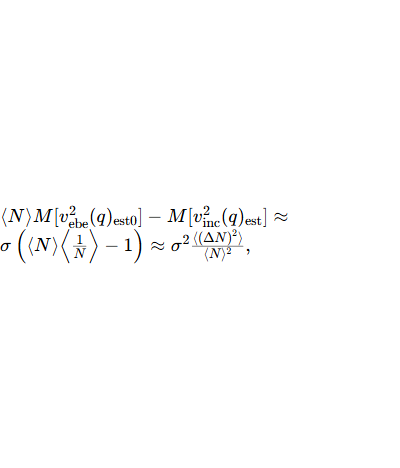 ⟨N⟩M[v²_ebe(q)_est0] − M[v²_inc(q)_est] ≈
σ (⟨N⟩⟨1/N⟩ − 1) ≈ σ² ⟨(ΔN)²⟩/⟨N⟩²,